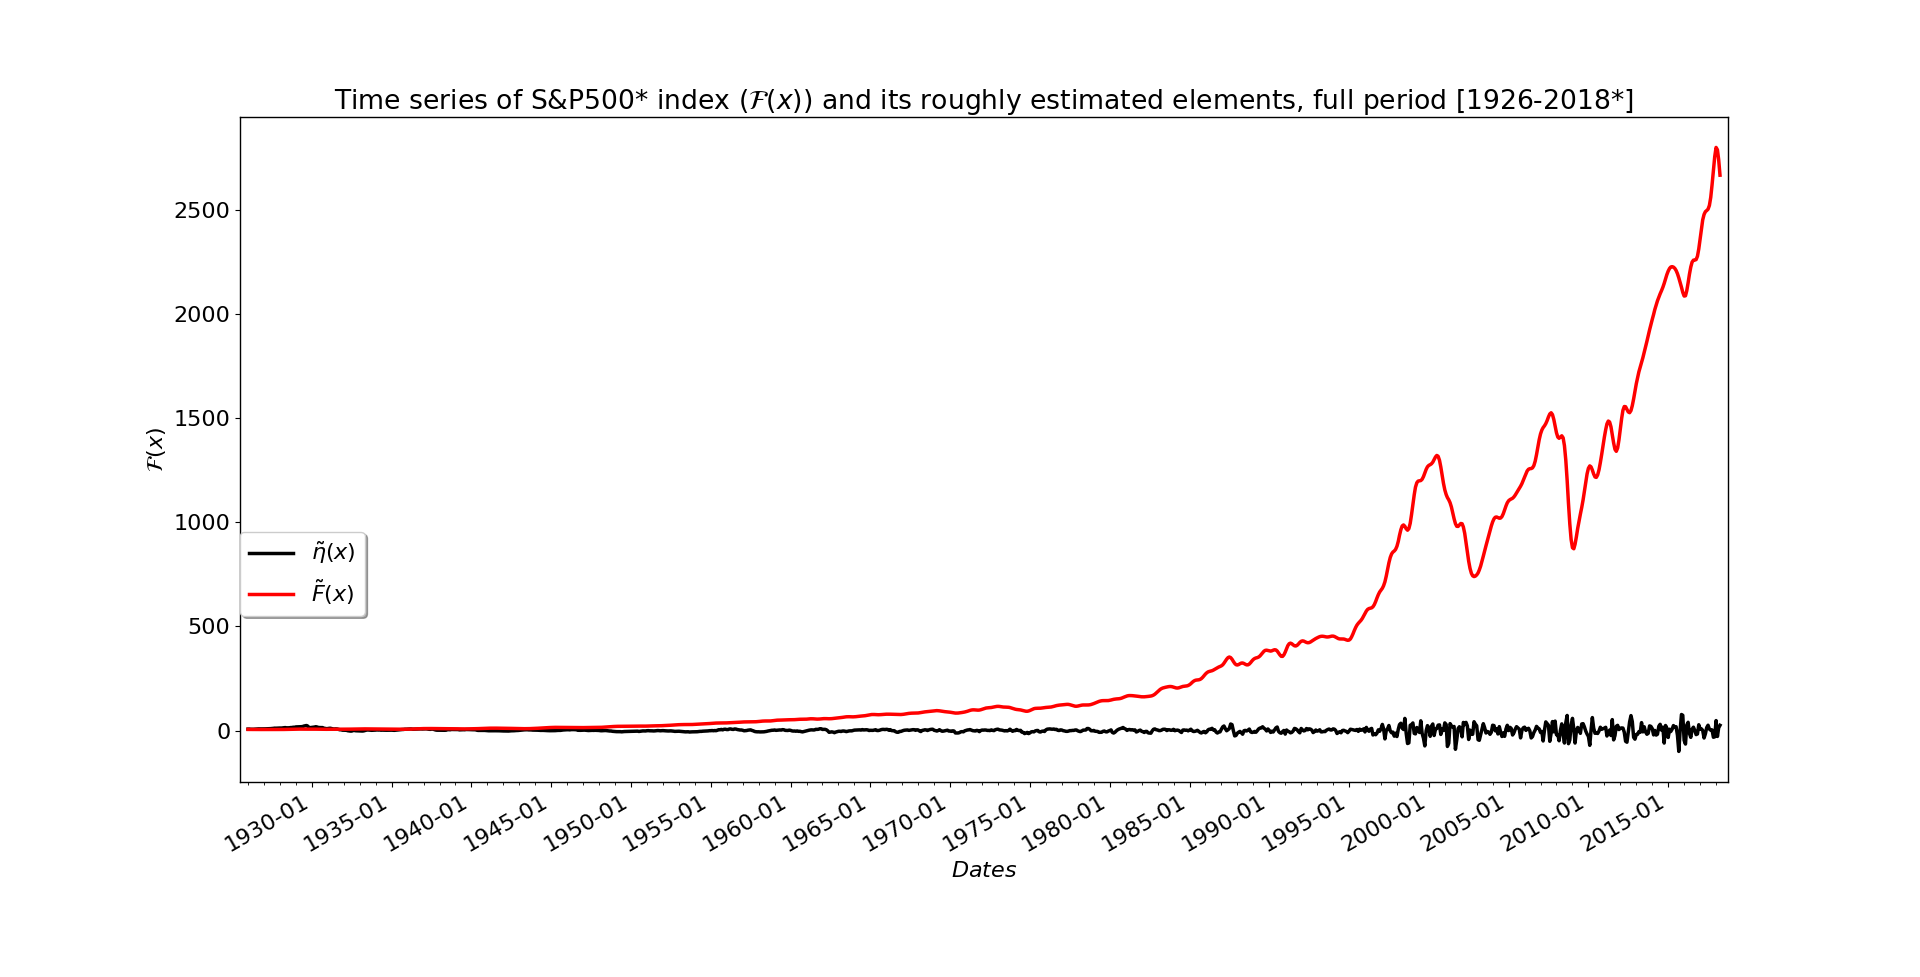 Time series of S&P500* index (ℱ(x)) and its roughly estimated elements, full period [1926-2018*]
ℱ(x)
2500
2000
1500
1000
500
0
η̃(x)
F̃(x)
1930-01 1935-01 1940-01 1945-01 1950-01 1955-01 1960-01 1965-01 1970-01 1975-01 1980-01 1985-01 1990-01 1995-01 2000-01 2005-01 2010-01 2015-01
Dates